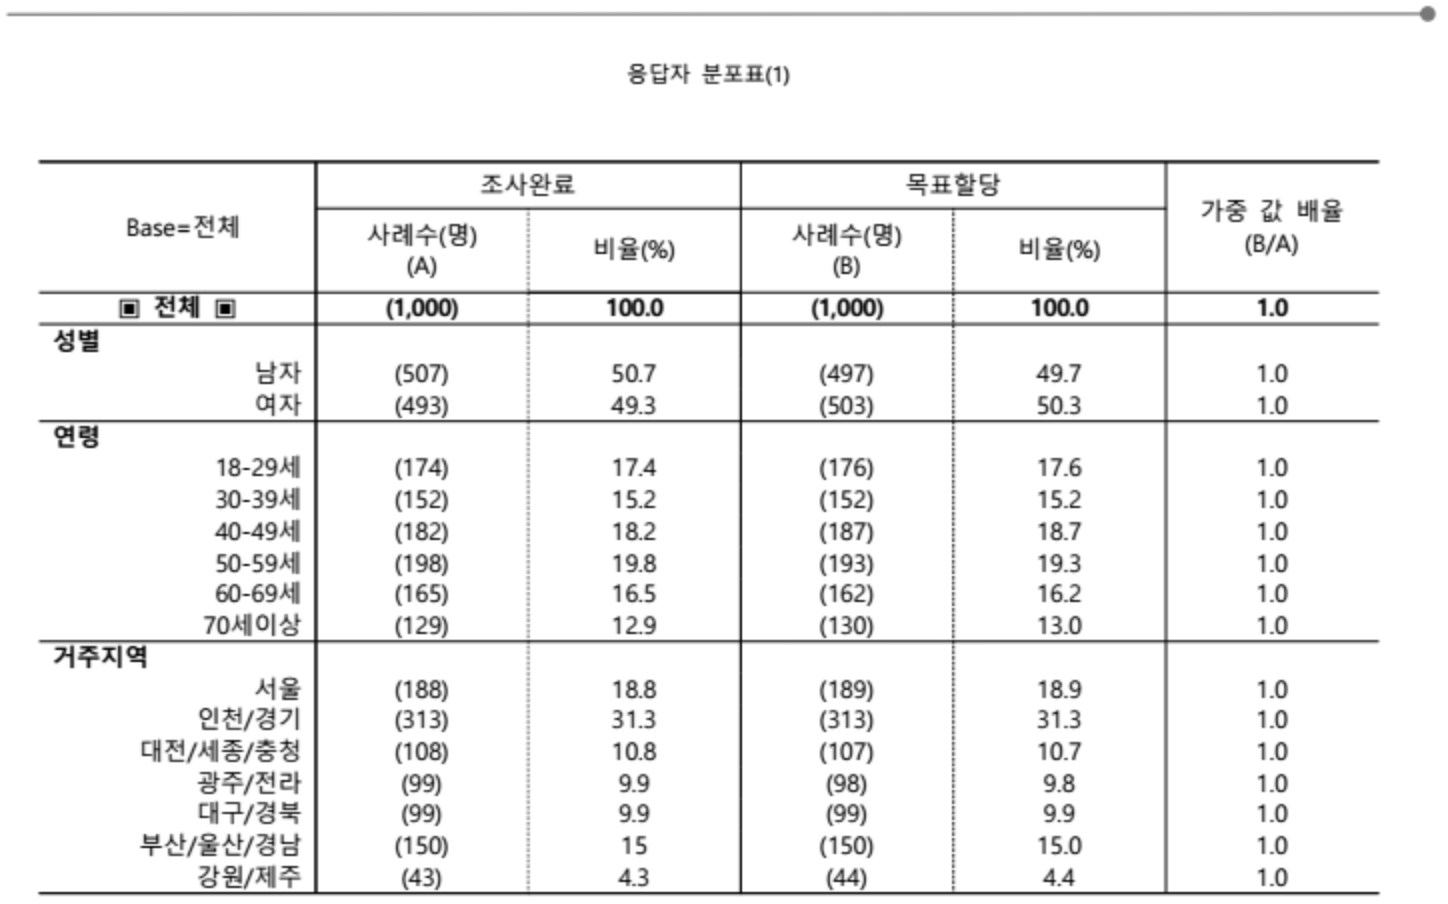 응답자 분포표(1)
Base=전체 조사완료 목표할당 가중 값 배율 (B/A)
사례수(명) (A) 비율(%) 사례수(명) (B) 비율(%)
▣ 전체 ▣ (1,000) 100.0 (1,000) 100.0 1.0
성별
남자 (507) 50.7 (497) 49.7 1.0
여자 (493) 49.3 (503) 50.3 1.0
연령
18-29세 (174) 17.4 (176) 17.6 1.0
30-39세 (152) 15.2 (152) 15.2 1.0
40-49세 (182) 18.2 (187) 18.7 1.0
50-59세 (198) 19.8 (193) 19.3 1.0
60-69세 (165) 16.5 (162) 16.2 1.0
70세이상 (129) 12.9 (130) 13.0 1.0
거주지역
서울 (188) 18.8 (189) 18.9 1.0
인천/경기 (313) 31.3 (313) 31.3 1.0
대전/세종/충청 (108) 10.8 (107) 10.7 1.0
광주/전라 (99) 9.9 (98) 9.8 1.0
대구/경북 (99) 9.9 (99) 9.9 1.0
부산/울산/경남 (150) 15 (150) 15.0 1.0
강원/제주 (43) 4.3 (44) 4.4 1.0